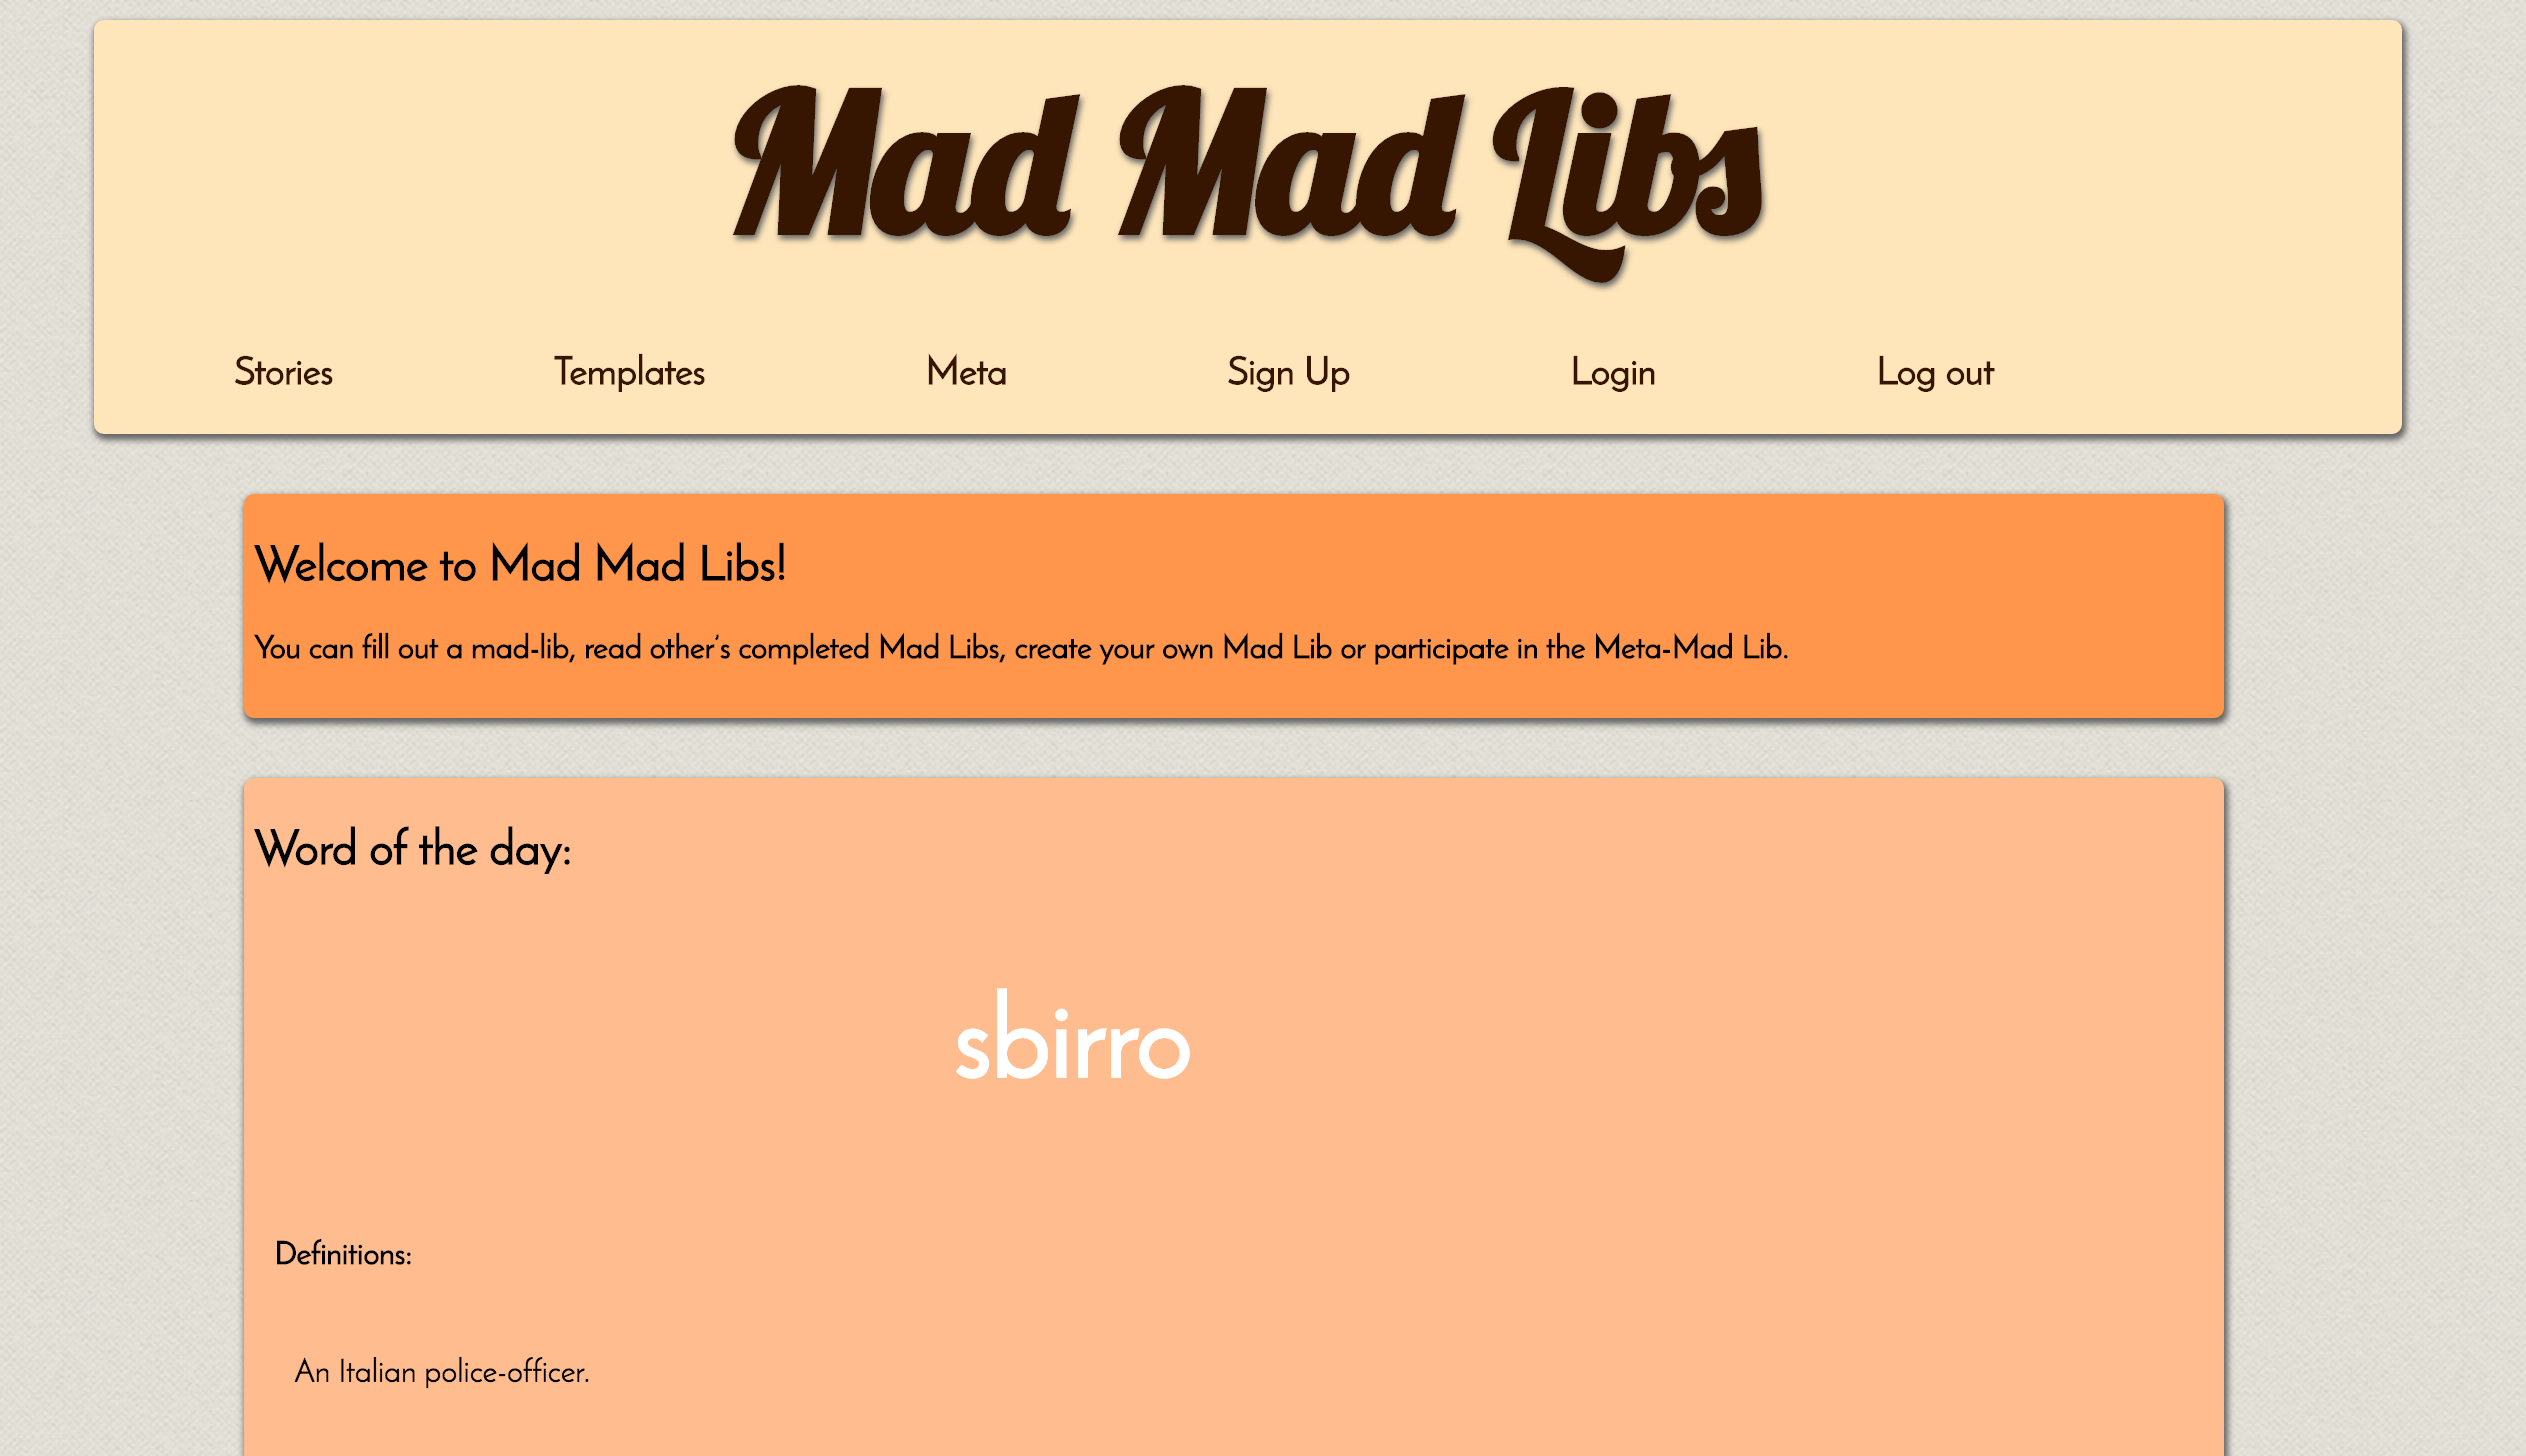 Mad Mad Libs
Stories Templates Meta Sign Up Login Log out
Welcome to Mad Mad Libs!
You can fill out a mad-lib, read other's completed Mad Libs, create your own Mad Lib or participate in the Meta-Mad Lib.
Word of the day:
sbirro
Definitions:
An Italian police-officer.